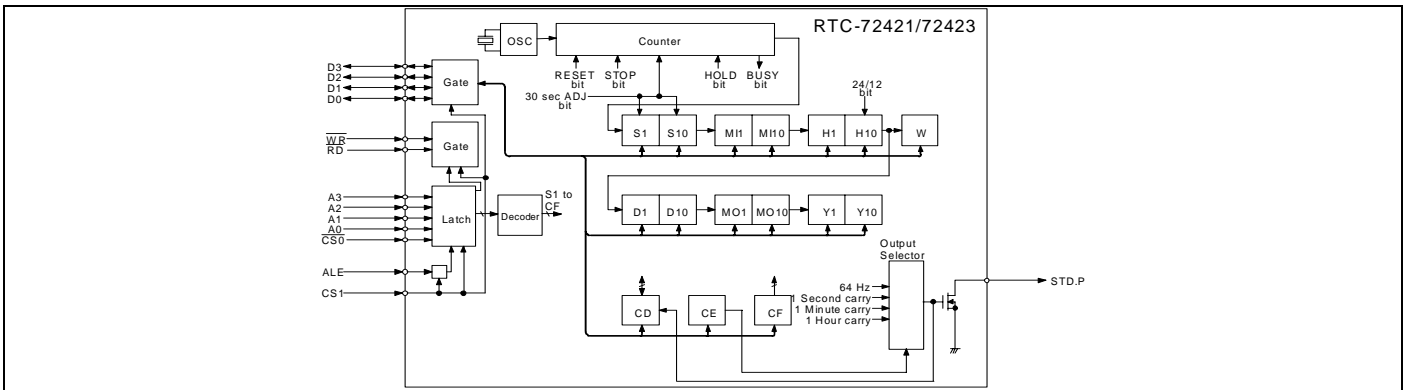 RTC-72421/72423
OSC
Counter
RESET bit
STOP bit
HOLD bit
BUSY bit
30 sec ADJ bit
24/12 bit
D3
D2
D1
D0
Gate
WR
RD
Gate
A3
A2
A1
A0
CS0
Latch
Decoder
S1 to CF
ALE
CS1
S1
S10
MI1
MI10
H1
H10
W
D1
D10
MO1
MO10
Y1
Y10
Output
Selector
64 Hz
1 Second carry
1 Minute carry
1 Hour carry
CD
CE
CF
STD.P